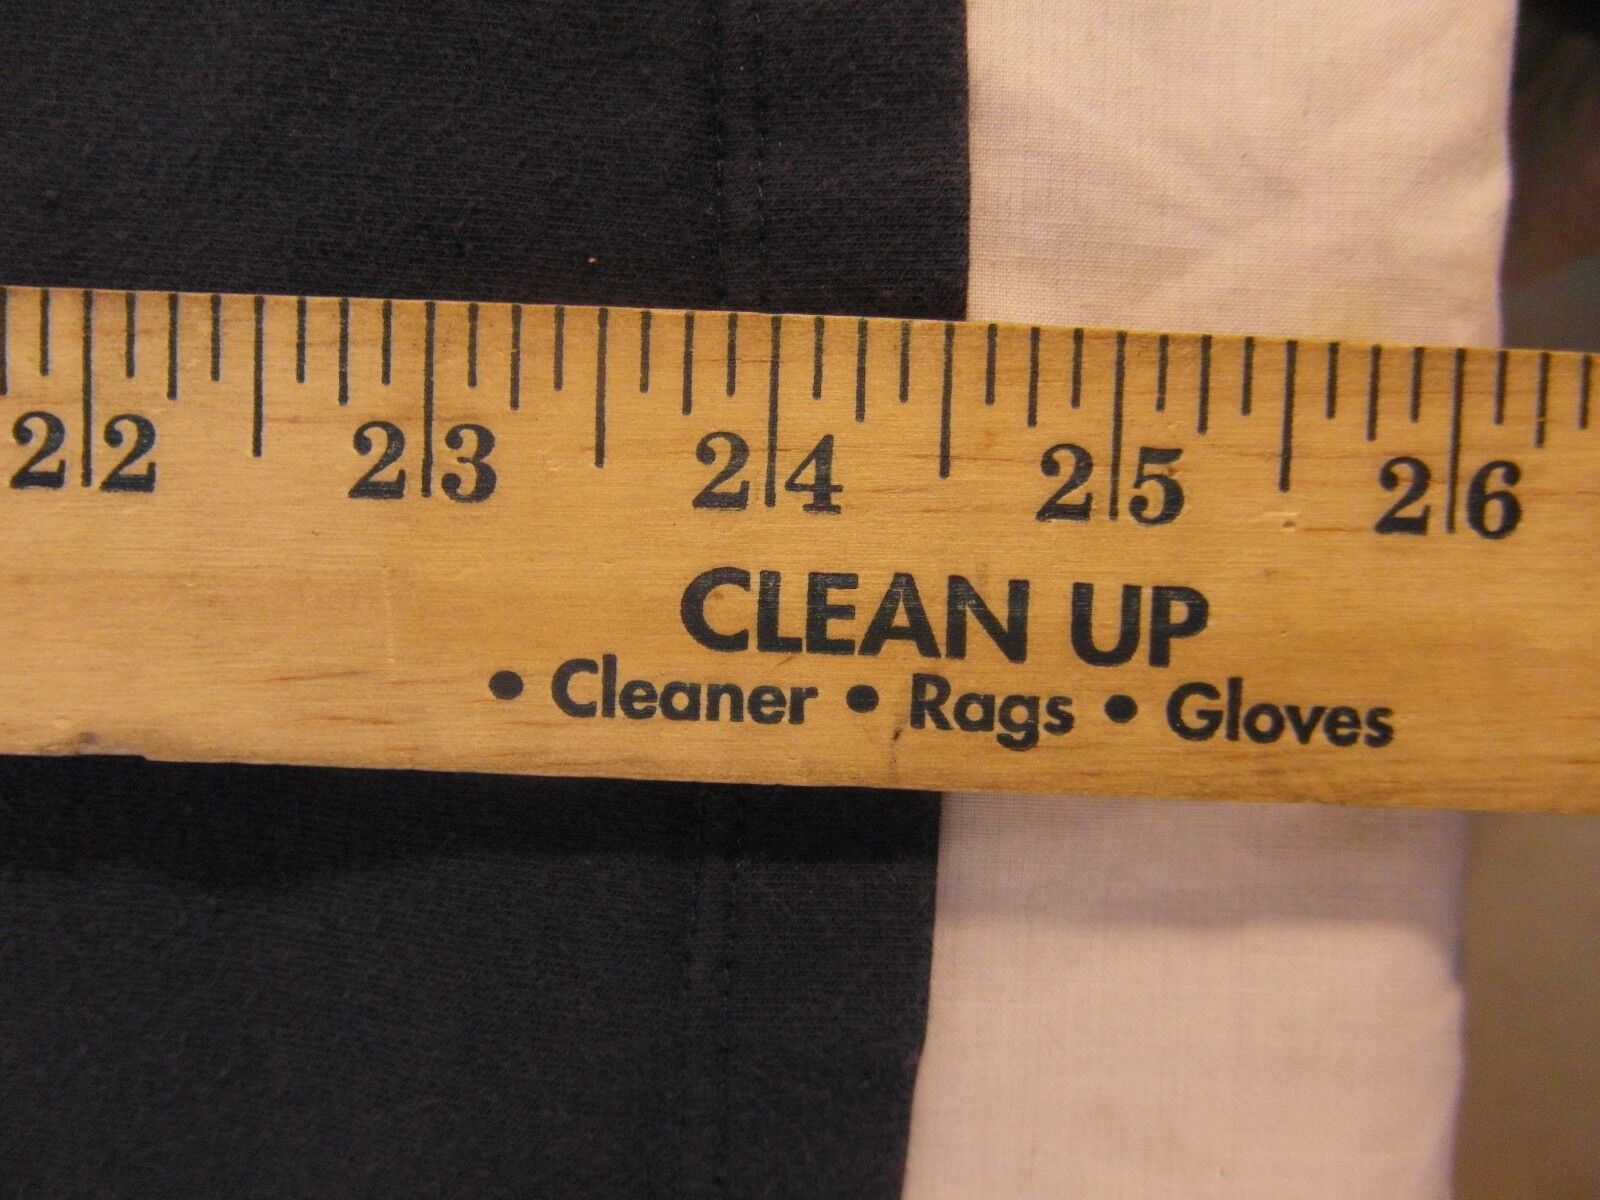 22 23 24 25 26
CLEAN UP
• Cleaner • Rags • Gloves